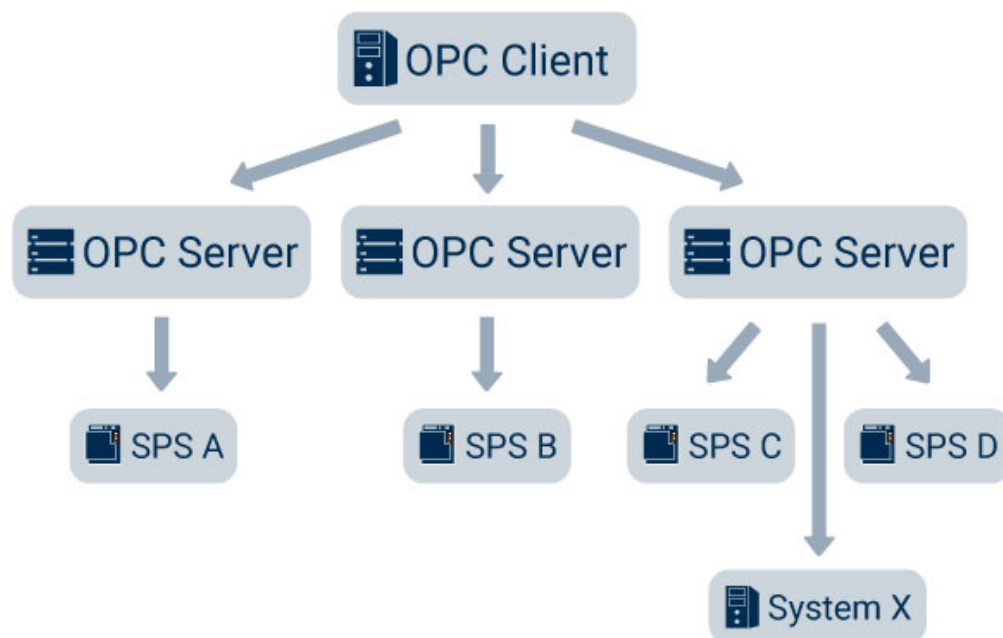 OPC Client
OPC Server
OPC Server
OPC Server
SPS A
SPS B
SPS C
SPS D
System X